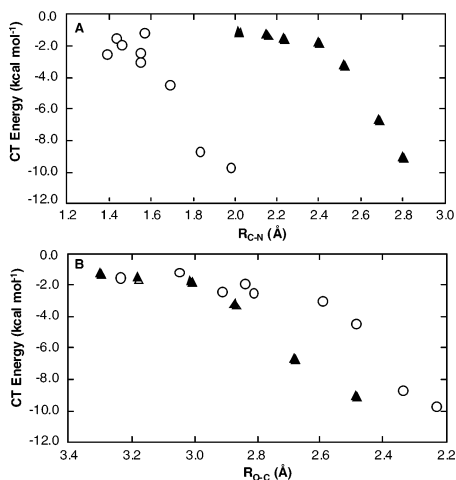 A
CT Energy (kcal mol-1)
0.0
-2.0
-4.0
-6.0
-8.0
-10.0
-12.0
1.2 1.4 1.6 1.8 2.0 2.2 2.4 2.6 2.8 3.0
RC-N (Å)
B
CT Energy (kcal mol-1)
0.0
-2.0
-4.0
-6.0
-8.0
-10.0
-12.0
3.4 3.2 3.0 2.8 2.6 2.4 2.2
RO-C (Å)